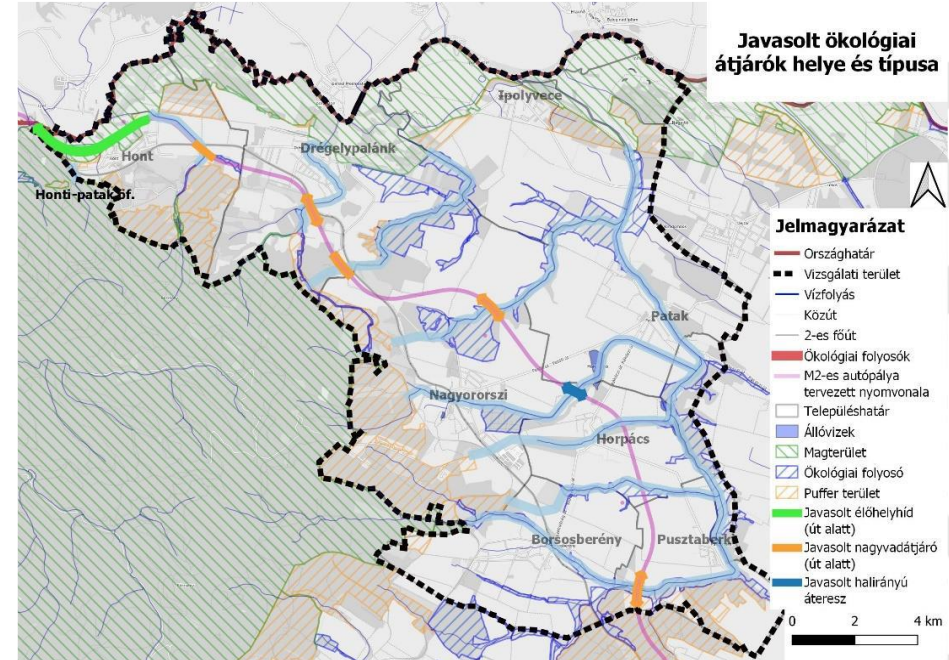 Javasolt ökológiai
átjárók helye és típusa
Ipolyvece
Drégelypalánk
Hont
Honti-patak öf.
Patak
Nagyoroszi
Horpács
Borsosberény
Pusztaberk
Jelmagyarázat
Országhatár
Vizsgálati terület
Vízfolyás
Közút
2-es főút
Ökológiai folyosók
M2-es autópálya
tervezett nyomvonala
Településhatár
Állóvizek
Magterület
Ökológiai folyosó
Puffer terület
Javasolt élőhelyhíd
(út alatt)
Javasolt nagyvadátjáró
(út alatt)
Javasolt halirányú
áteresz
0 2 4 km